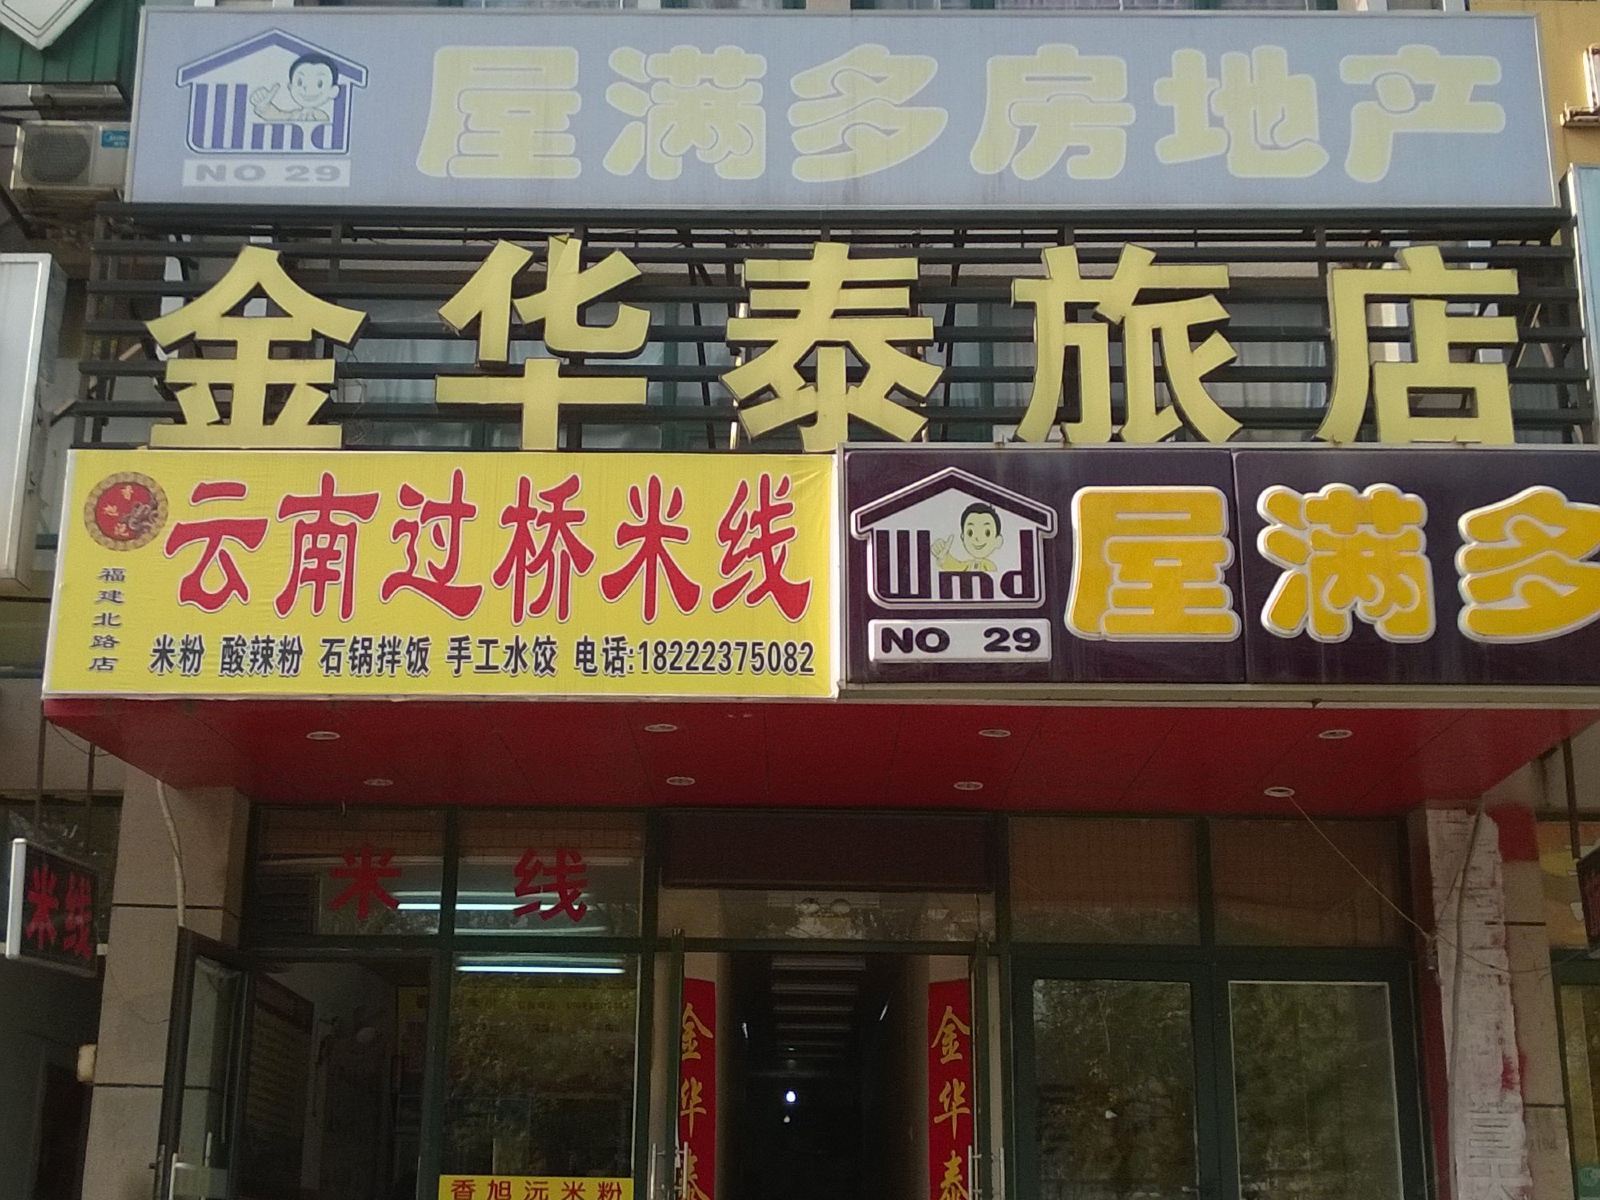 屋满多房地产
Wmd
NO 29
金华泰旅店
云南过桥米线
香旭沅
福建北路店
米粉 酸辣粉 石锅拌饭 手工水饺 电话:18222375082
屋满多
Wmd
NO 29
米线
米线
金华泰
金华泰
香旭沅米粉